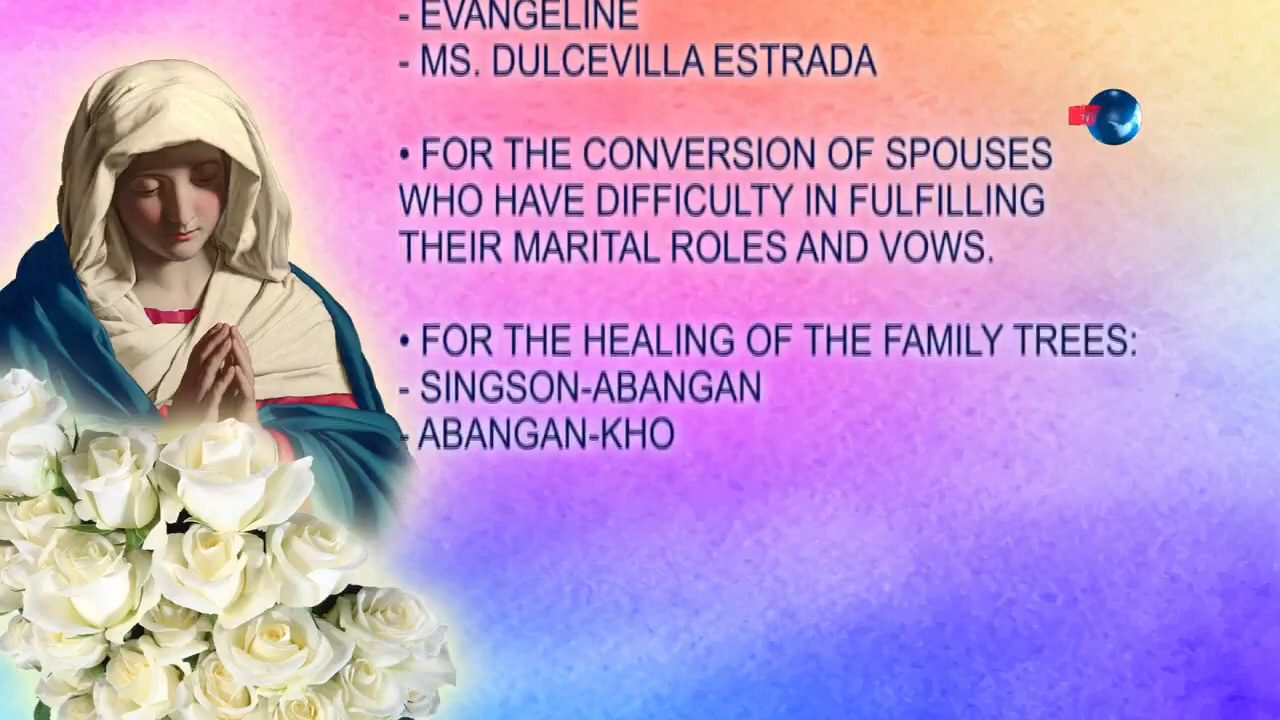 - EVANGELINE
- MS. DULCEVILLA ESTRADA
• FOR THE CONVERSION OF SPOUSES
WHO HAVE DIFFICULTY IN FULFILLING
THEIR MARITAL ROLES AND VOWS.
• FOR THE HEALING OF THE FAMILY TREES:
- SINGSON-ABANGAN
- ABANGAN-KHO